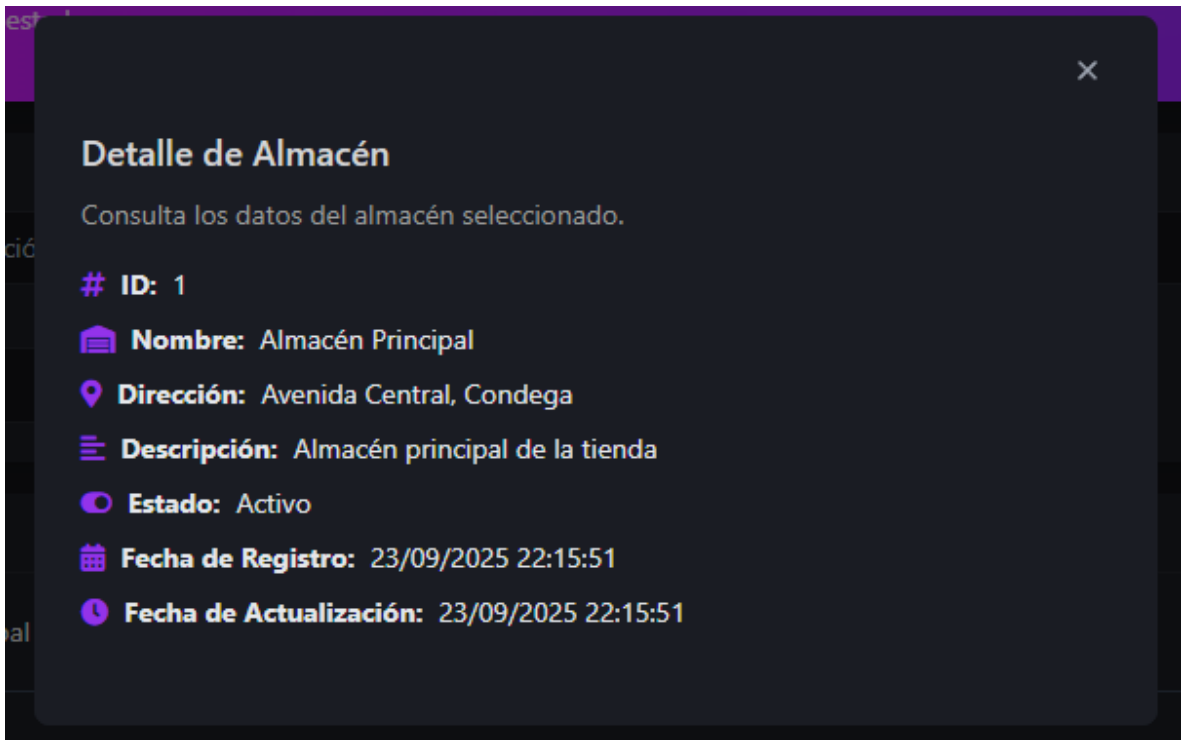 Detalle de Almacén
Consulta los datos del almacén seleccionado.
# ID: 1
Nombre: Almacén Principal
Dirección: Avenida Central, Condega
Descripción: Almacén principal de la tienda
Estado: Activo
Fecha de Registro: 23/09/2025 22:15:51
Fecha de Actualización: 23/09/2025 22:15:51